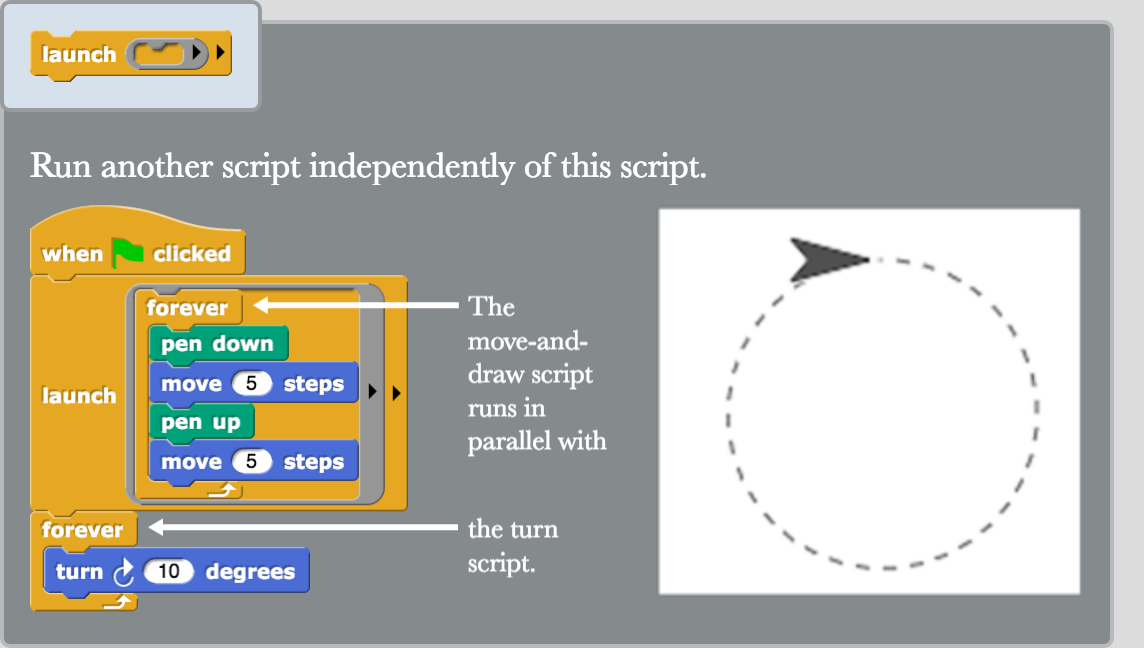 launch
Run another script independently of this script.
when clicked
launch
forever
pen down
move 5 steps
pen up
move 5 steps
The
move-and-
draw script
runs in
parallel with
forever
turn 10 degrees
the turn
script.